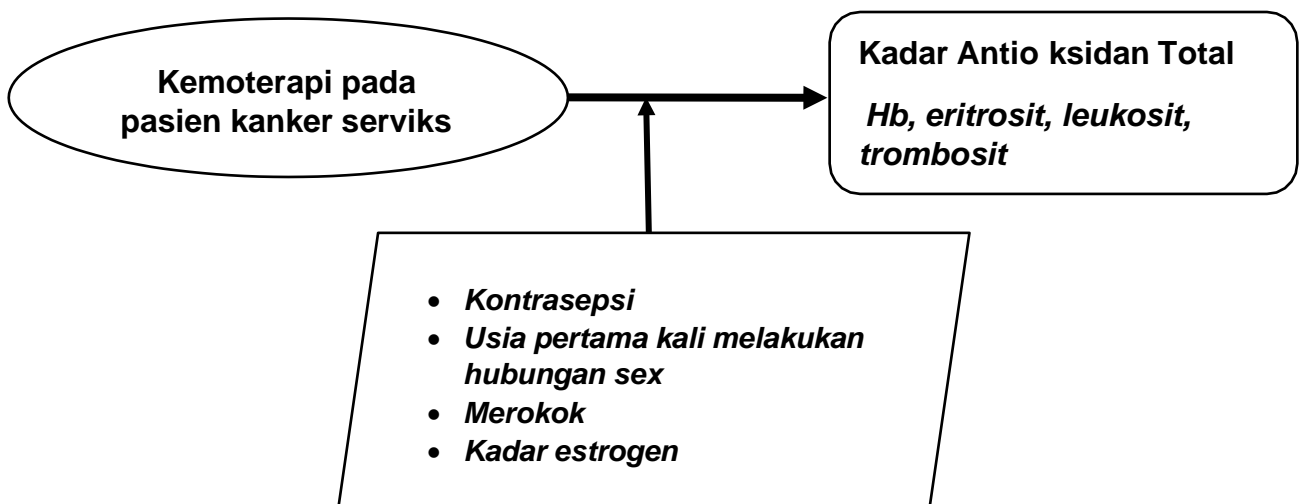 Kemoterapi pada
pasien kanker serviks
Kadar Antio ksidan Total
Hb, eritrosit, leukosit,
trombosit
• Kontrasepsi
• Usia pertama kali melakukan
hubungan sex
• Merokok
• Kadar estrogen